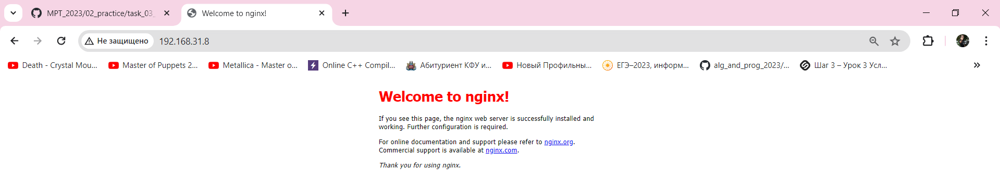 MPT_2023/02_practice/task_03_
Welcome to nginx!
Не защищено
192.168.31.8
Death - Crystal Mou...
Master of Puppets 2...
Metallica - Master o...
Online C++ Compil...
Абитуриент КФУ и...
Новый Профильны...
ЕГЭ–2023, информ...
alg_and_prog_2023/...
Шаг 3 – Урок 3 Усл...
Welcome to nginx!
If you see this page, the nginx web server is successfully installed and
working. Further configuration is required.
For online documentation and support please refer to nginx.org.
Commercial support is available at nginx.com.
Thank you for using nginx.